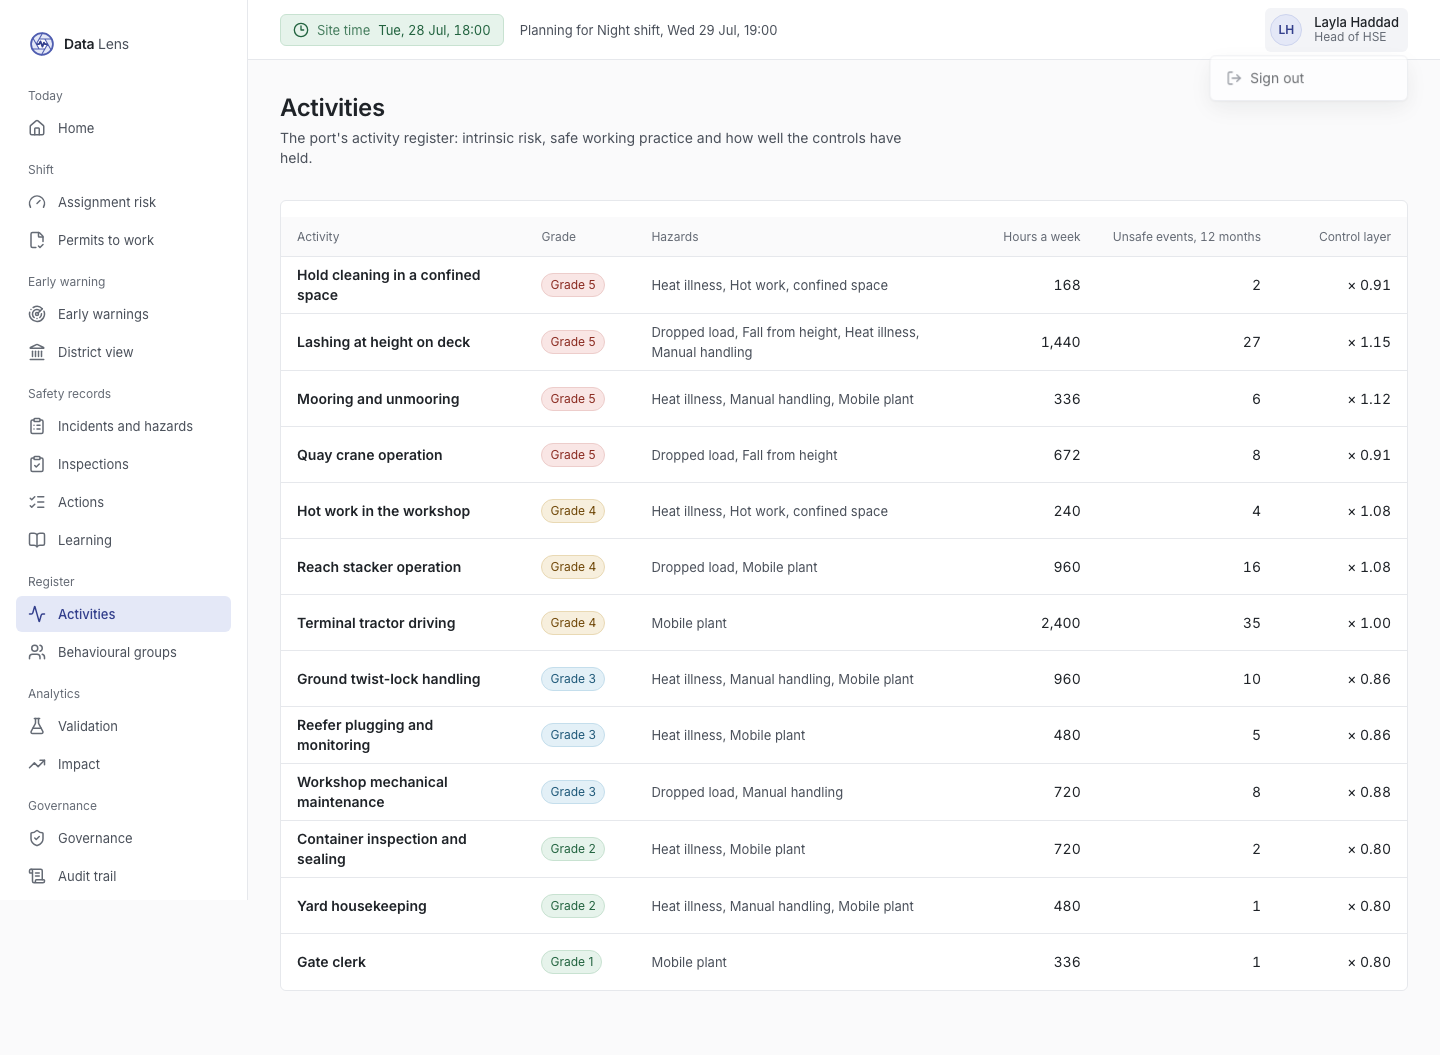 Data Lens
Today
Home
Shift
Assignment risk
Permits to work
Early warning
Early warnings
District view
Safety records
Incidents and hazards
Inspections
Actions
Learning
Register
Activities
Behavioural groups
Analytics
Validation
Impact
Governance
Governance
Audit trail
Site time Tue, 28 Jul, 18:00 Planning for Night shift, Wed 29 Jul, 19:00
LH Layla Haddad
Head of HSE
Sign out
Activities
The port's activity register: intrinsic risk, safe working practice and how well the controls have
held.
Activity Grade Hazards Hours a week Unsafe events, 12 months Control layer
Hold cleaning in a confined
space Grade 5 Heat illness, Hot work, confined space 168 2 × 0.91
Lashing at height on deck Grade 5 Dropped load, Fall from height, Heat illness,
Manual handling 1,440 27 × 1.15
Mooring and unmooring Grade 5 Heat illness, Manual handling, Mobile plant 336 6 × 1.12
Quay crane operation Grade 5 Dropped load, Fall from height 672 8 × 0.91
Hot work in the workshop Grade 4 Heat illness, Hot work, confined space 240 4 × 1.08
Reach stacker operation Grade 4 Dropped load, Mobile plant 960 16 × 1.08
Terminal tractor driving Grade 4 Mobile plant 2,400 35 × 1.00
Ground twist-lock handling Grade 3 Heat illness, Manual handling, Mobile plant 960 10 × 0.86
Reefer plugging and
monitoring Grade 3 Heat illness, Mobile plant 480 5 × 0.86
Workshop mechanical
maintenance Grade 3 Dropped load, Manual handling 720 8 × 0.88
Container inspection and
sealing Grade 2 Heat illness, Mobile plant 720 2 × 0.80
Yard housekeeping Grade 2 Heat illness, Manual handling, Mobile plant 480 1 × 0.80
Gate clerk Grade 1 Mobile plant 336 1 × 0.80